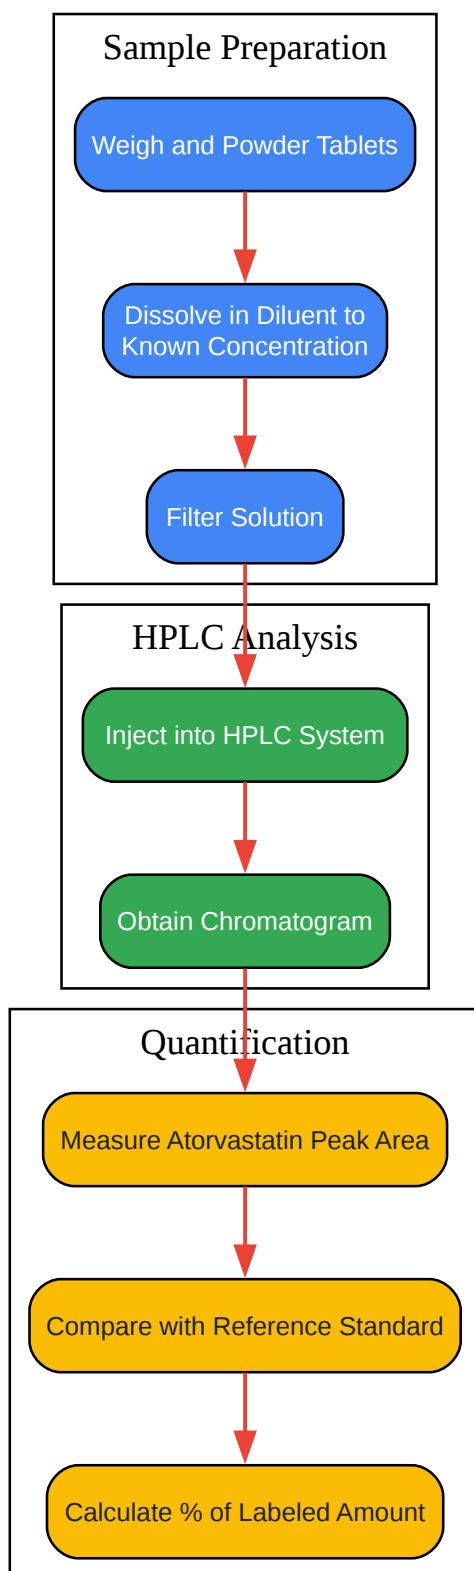 Sample Preparation
Weigh and Powder Tablets
Dissolve in Diluent to
Known Concentration
Filter Solution
HPLC Analysis
Inject into HPLC System
Obtain Chromatogram
Quantification
Measure Atorvastatin Peak Area
Compare with Reference Standard
Calculate % of Labeled Amount